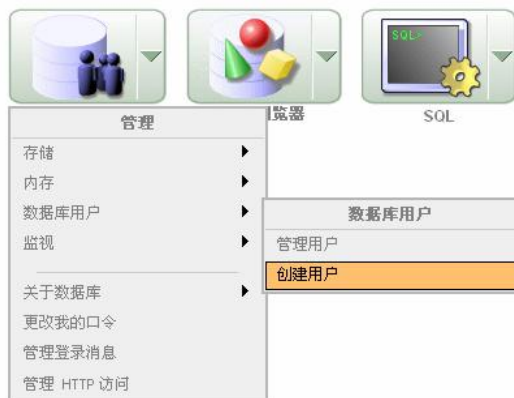 SQL>
览器
SQL
管理
存储
内存
数据库用户
监视
关于数据库
更改我的口令
管理登录消息
管理 HTTP 访问
数据库用户
管理用户
创建用户